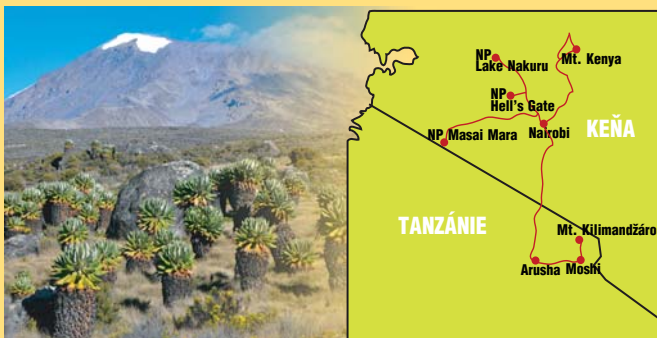 NP
Lake Nakuru
Mt. Kenya
NP
Hell's Gate
Nairobi
KEŇA
NP Masai Mara
TANZÁNIE
Mt. Kilimandžáro
Arusha
Moshi